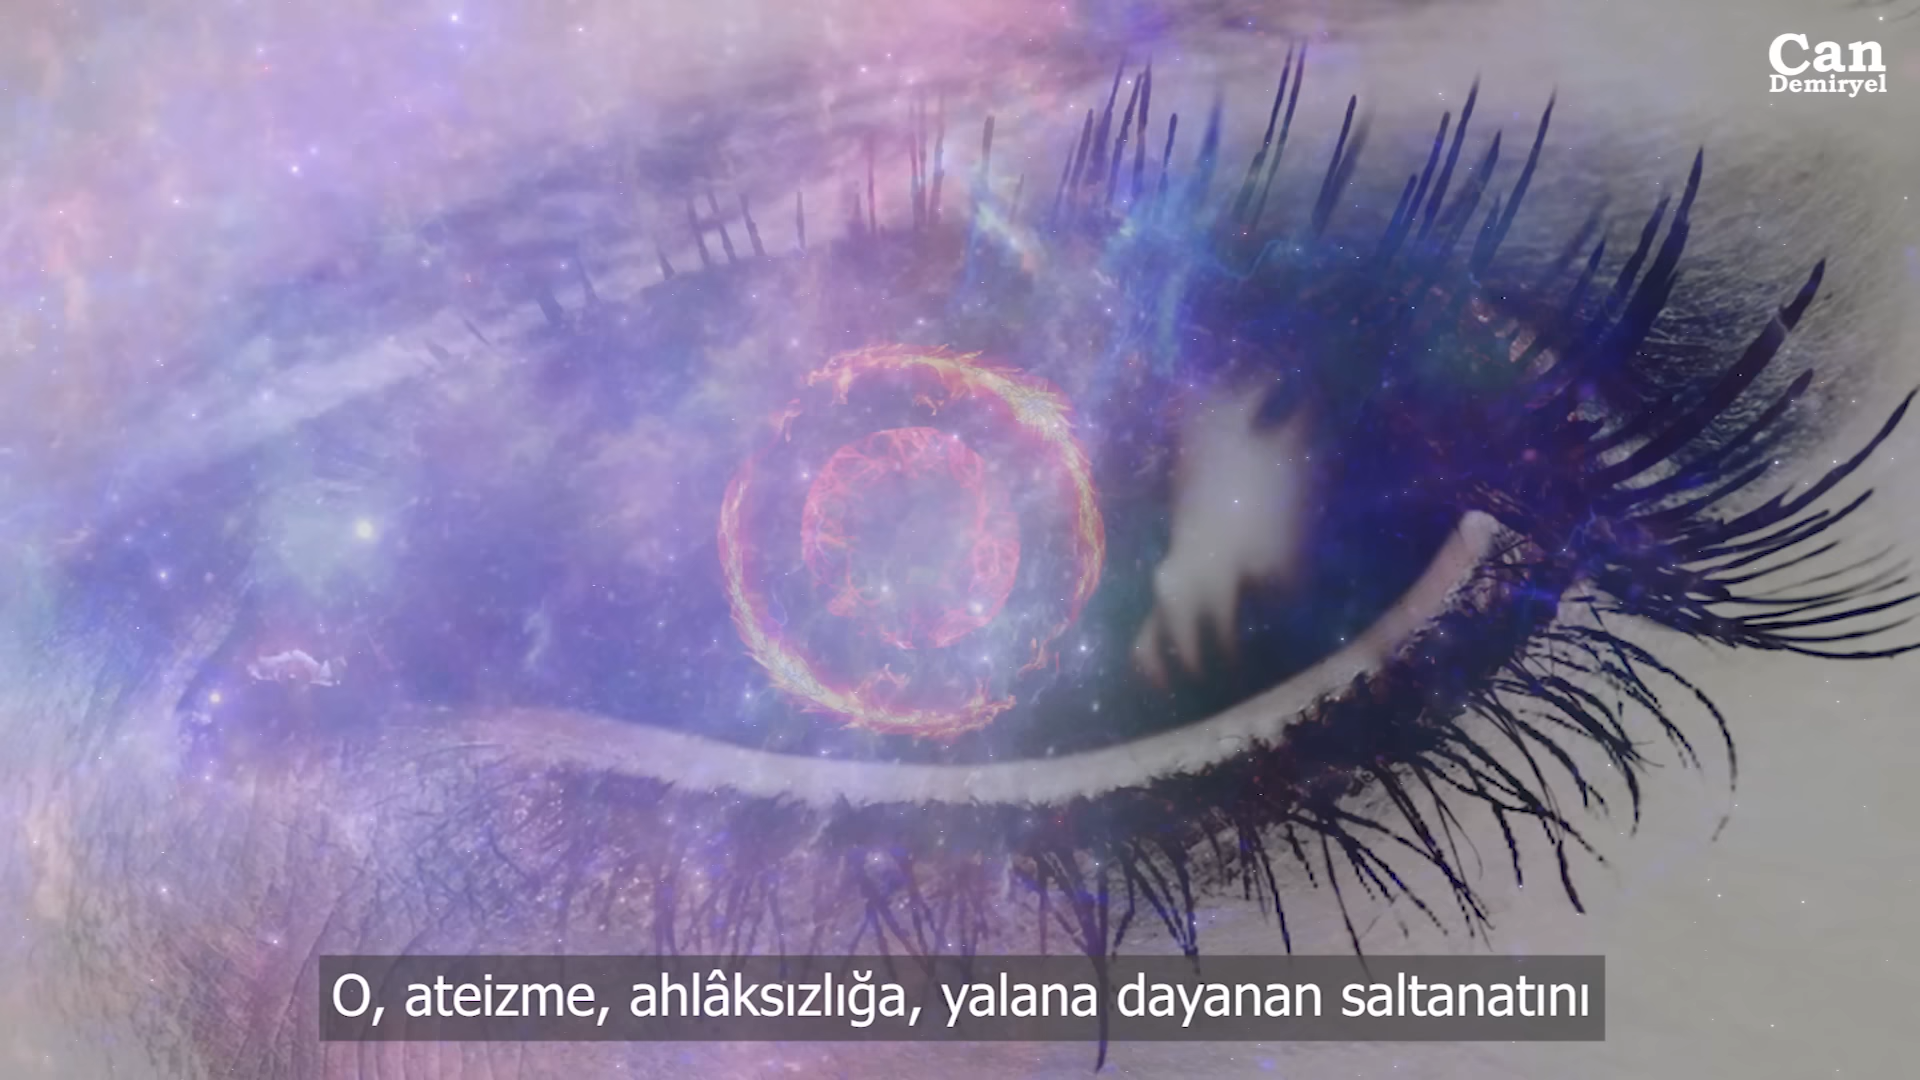 Can
Demiryel
O, ateizme, ahlâksızlığa, yalana dayanan saltanatını